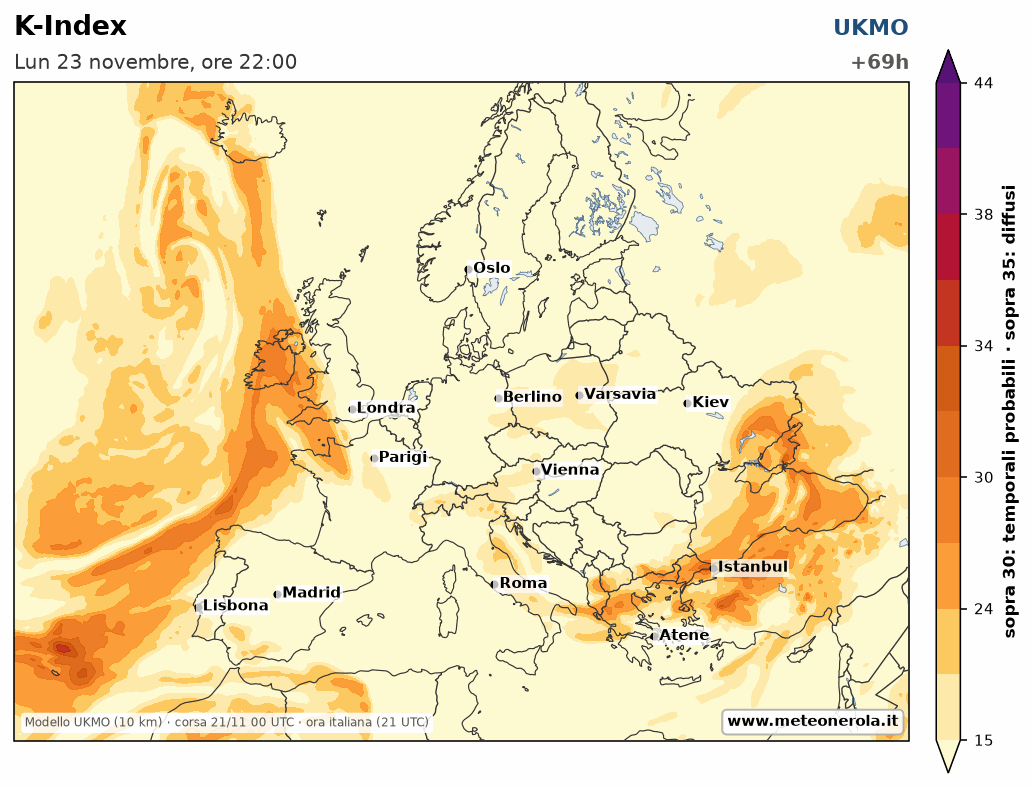 K-Index
UKMO
Lun 23 novembre, ore 22:00
+69h
44
38
34
30
24
15
sopra 30: temporali probabili · sopra 35: diffusi
Oslo
Londra
Berlino
Varsavia
Kiev
Parigi
Vienna
Istanbul
Roma
Madrid
Lisbona
Atene
Modello UKMO (10 km) · corsa 21/11 00 UTC · ora italiana (21 UTC)
www.meteonerola.it